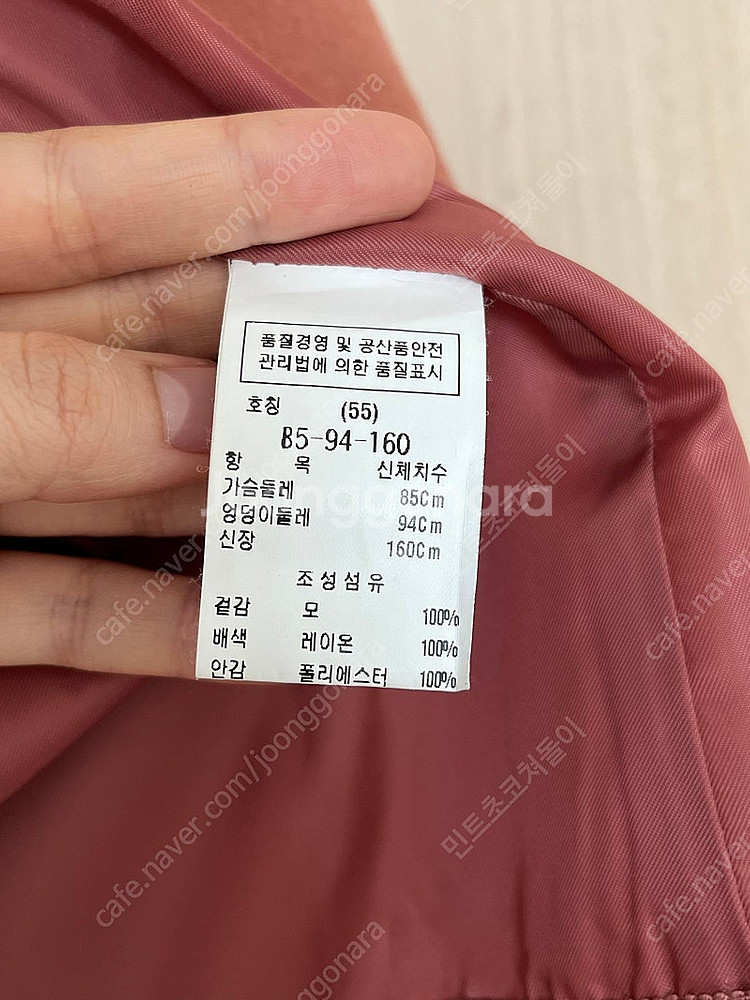 품질경영 및 공산품안전
관리법에 의한 품질표시
호칭 (55)
85-94-160
항 목 신체치수
가슴둘레 85Cm
엉덩이둘레 94Cm
신장 160Cm
조성섬유
겉감 모 100%
배색 레이온 100%
안감 폴리에스터 100%
Joonggonara
cafe.naver.com/joonggonara
민트초코쳐돌이